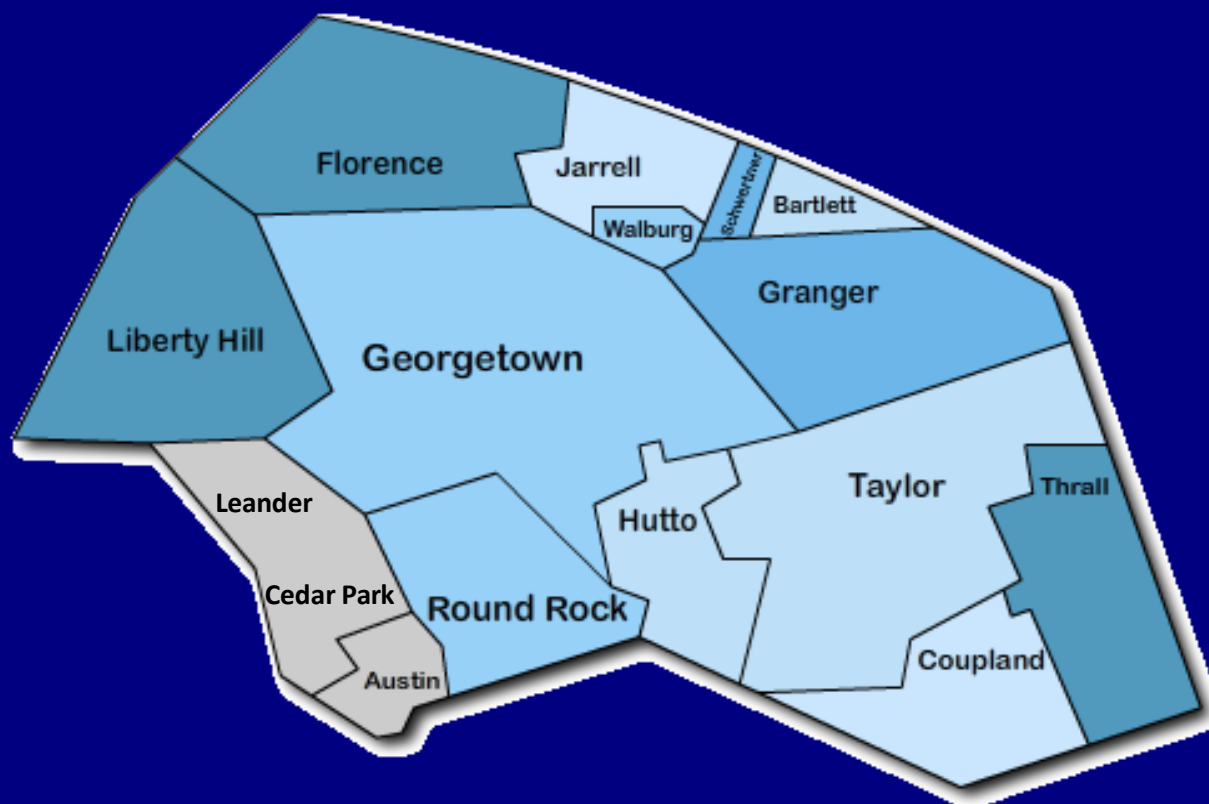 Florence
Jarrell
Schwertner
Bartlett
Walburg
Granger
Liberty Hill
Georgetown
Leander
Taylor
Thrall
Hutto
Cedar Park
Round Rock
Coupland
Austin